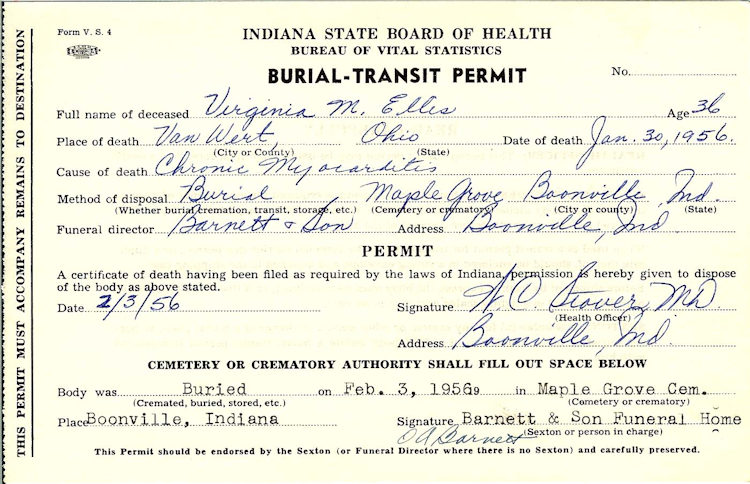 Form V. S. 4
INDIANA STATE BOARD OF HEALTH
BUREAU OF VITAL STATISTICS
BURIAL-TRANSIT PERMIT
No.
Full name of deceased Virginia M. Ellis Age 36
Place of death Van Wert, Ohio Date of death Jan. 30, 1956.
(City or County) (State)
Cause of death Chronic Myocarditis
Method of disposal Burial Maple Grove Boonville, Ind
(Whether burial, cremation, transit, storage, etc.) (Cemetery or crematory) (City or county) (State)
Funeral director Barnett & Son Address Boonville, Ind
PERMIT
A certificate of death having been filed as required by the laws of Indiana, permission is hereby given to dispose
of the body as above stated.
Date 2/3/56 Signature W. O. Stover, MD.
(Health Officer)
Address Boonville, Ind.
CEMETERY OR CREMATORY AUTHORITY SHALL FILL OUT SPACE BELOW
Body was Buried on Feb. 3, 1956, in Maple Grove Cem.
(Cremated, buried, stored, etc.) (Cemetery or crematory)
Place Boonville, Indiana Signature Barnett & Son Funeral Home
O A Barnett (Sexton or person in charge)
This Permit should be endorsed by the Sexton (or Funeral Director where there is no Sexton) and carefully preserved.
THIS PERMIT MUST ACCOMPANY REMAINS TO DESTINATION